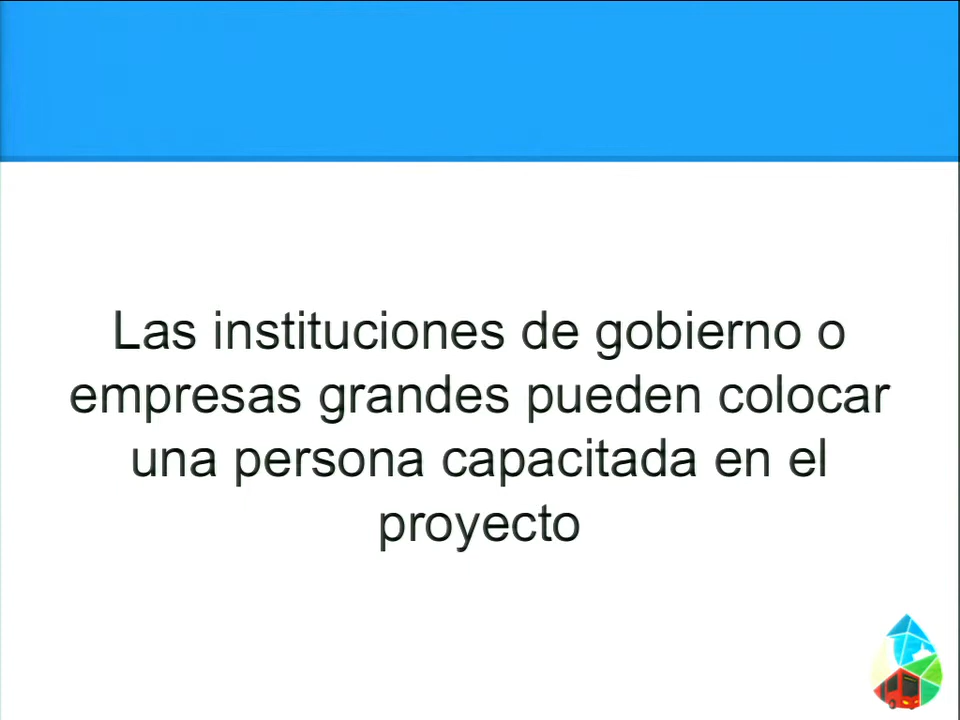 Las instituciones de gobierno o
empresas grandes pueden colocar
una persona capacitada en el
proyecto